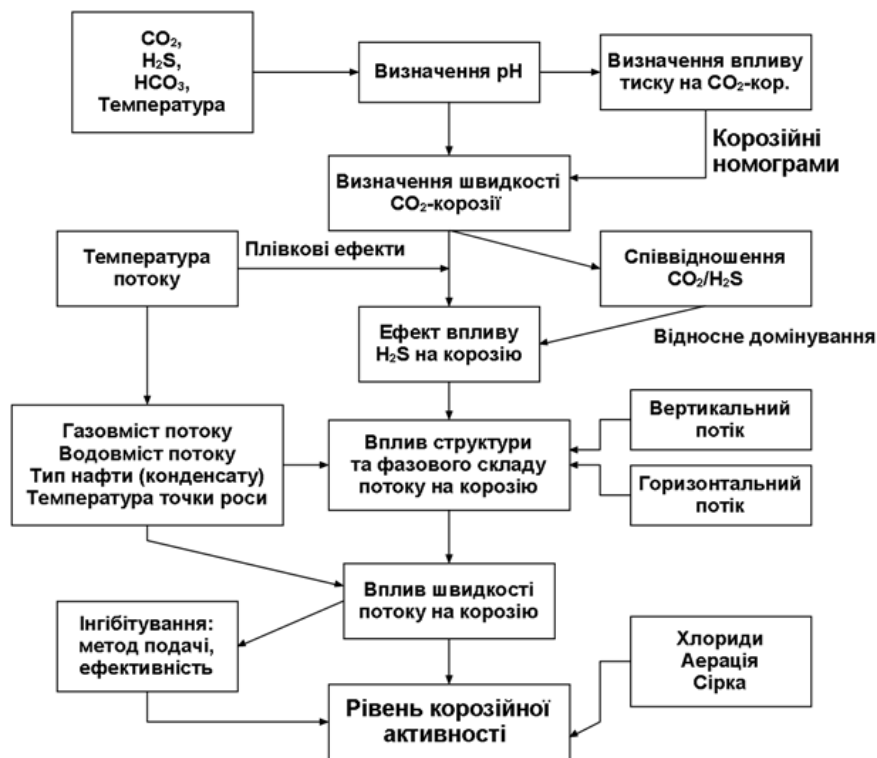 CO₂,
H₂S,
HCO₃,
Температура
Визначення pH
Визначення впливу
тиску на CO₂-кор.
Корозійні
номограми
Визначення швидкості
CO₂-корозії
Температура
потоку
Плівкові ефекти
Співвідношення
CO₂/H₂S
Ефект впливу
H₂S на корозію
Відносне домінування
Газовміст потоку
Водовміст потоку
Тип нафти (конденсату)
Температура точки роси
Вплив структури
та фазового складу
потоку на корозію
Вертикальний
потік
Горизонтальний
потік
Вплив швидкості
потоку на корозію
Інгібітування:
метод подачі,
ефективність
Хлориди
Аерація
Сірка
Рівень корозійної
активності